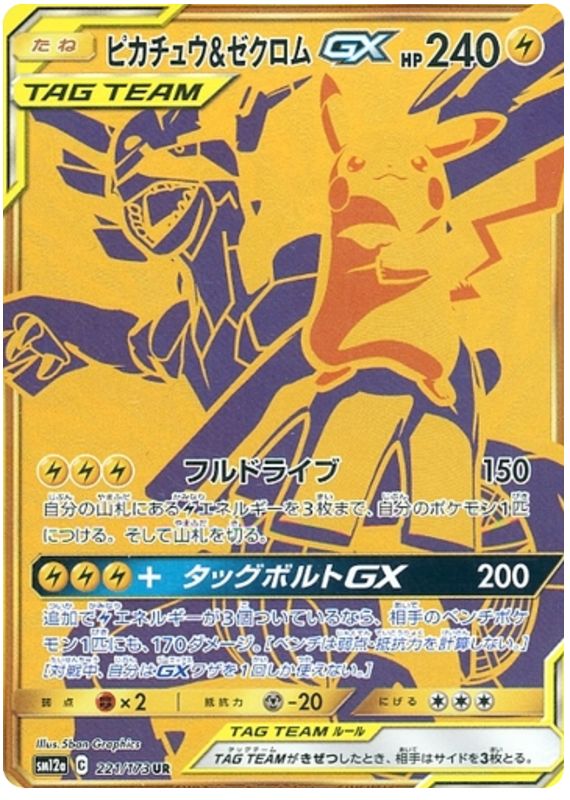 たね ピカチュウ&ゼクロムGX HP240
TAG TEAM
フルドライブ 150
自分の山札にあるエネルギーを3枚まで、自分のポケモン1匹
につける。そして山札を切る。
+ タッグボルトGX 200
追加でエネルギーが3個ついているなら、相手のベンチポケ
モン1匹にも、170ダメージ。[ベンチは弱点・抵抗力を計算しない。]
[対戦中、自分はGXワザを1回しか使えない。]
弱点 ×2 抵抗力 -20 にげる
Illus. 5ban Graphics
TAG TEAM ルール
sm12a C 221/173 UR
TAG TEAMがきぜつしたとき、相手はサイドを3枚とる。